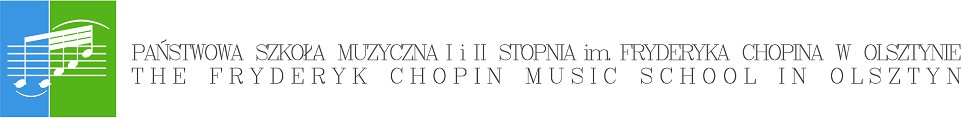 PAŃSTWOWA SZKOŁA MUZYCZNA I i II STOPNIA im. FRYDERYKA CHOPINA W OLSZTYNIE
THE FRYDERYK CHOPIN MUSIC SCHOOL IN OLSZTYN